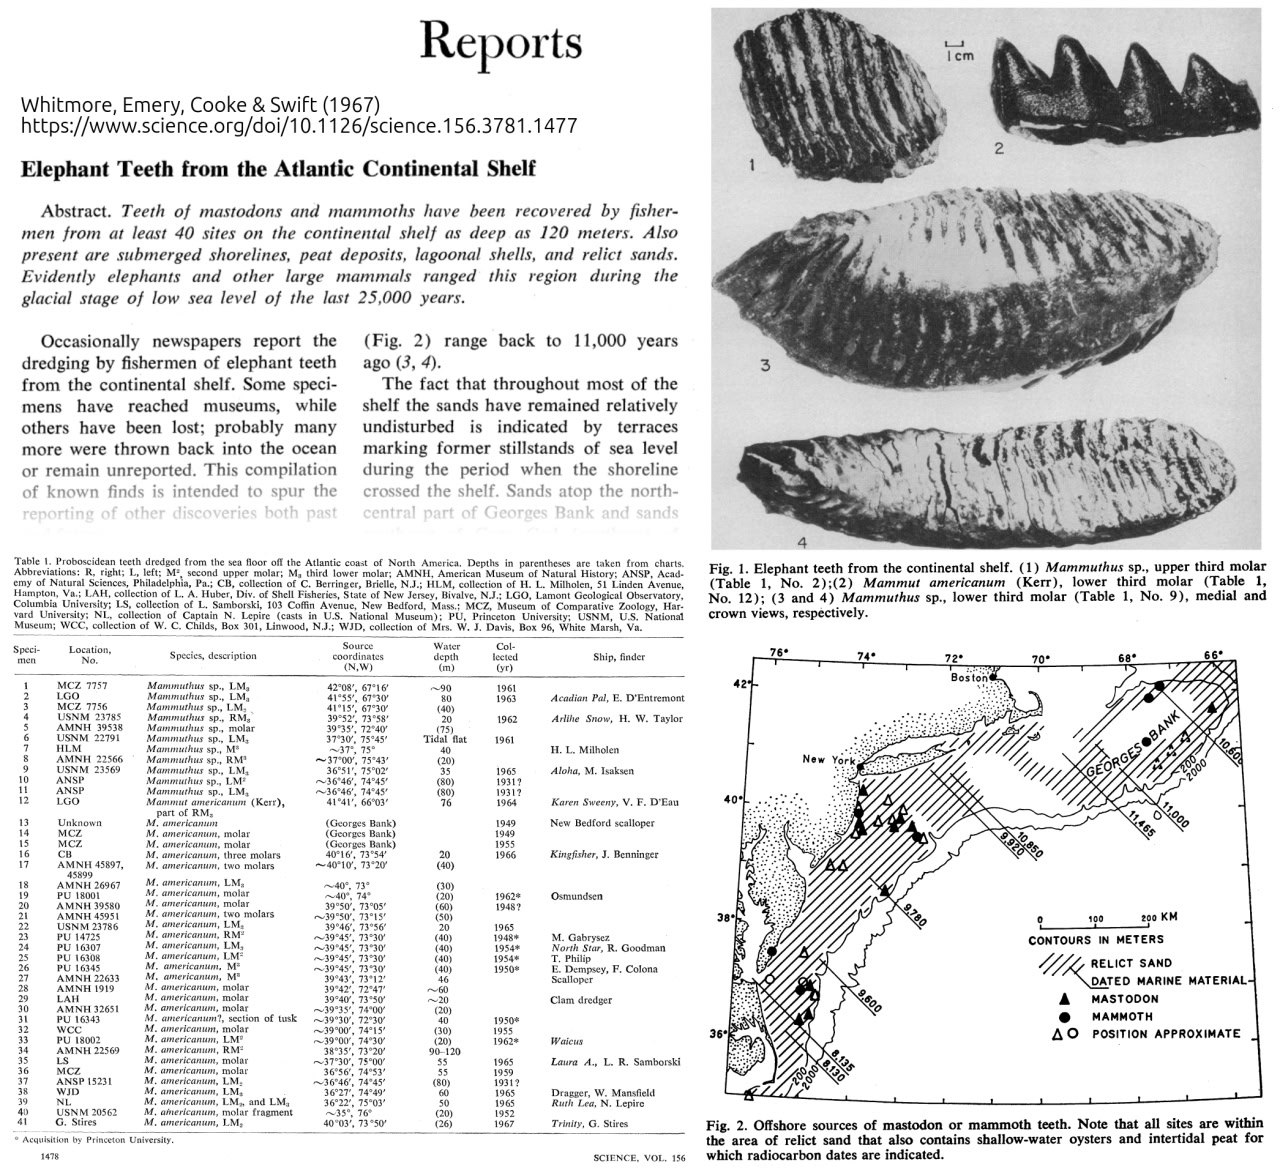 Reports
Whitmore, Emery, Cooke & Swift (1967)
https://www.science.org/doi/10.1126/science.156.3781.1477
Elephant Teeth from the Atlantic Continental Shelf
Abstract. Teeth of mastodons and mammoths have been recovered by fisher-
men from at least 40 sites on the continental shelf as deep as 120 meters. Also
present are submerged shorelines, peat deposits, lagoonal shells, and relict sands.
Evidently elephants and other large mammals ranged this region during the
glacial stage of low sea level of the last 25,000 years.
Occasionally newspapers report the
dredging by fishermen of elephant teeth
from the continental shelf. Some speci-
mens have reached museums, while
others have been lost; probably many
more were thrown back into the ocean
or remain unreported. This compilation
of known finds is intended to spur the
reporting of other discoveries both past
(Fig. 2) range back to 11,000 years
ago (3, 4).
The fact that throughout most of the
shelf the sands have remained relatively
undisturbed is indicated by terraces
marking former stillstands of sea level
during the period when the shoreline
crossed the shelf. Sands atop the north-
central part of Georges Bank and sands
Table 1. Proboscidean teeth dredged from the sea floor off the Atlantic coast of North America. Depths in parentheses are taken from charts.
Abbreviations: R, right; L, left; M², second upper molar; M₃ third lower molar; AMNH, American Museum of Natural History; ANSP, Acad-
emy of Natural Sciences, Philadelphia, Pa.; CB, collection of C. Berringer, Brielle, N.J.; HLM, collection of H. L. Milholen, 51 Linden Avenue,
Hampton, Va.; LAH, collection of L. A. Huber, Div. of Shell Fisheries, State of New Jersey, Bivalve, N.J.; LGO, Lamont Geological Observatory,
Columbia University; LS, collection of L. Samborski, 103 Coffin Avenue, New Bedford, Mass.; MCZ, Museum of Comparative Zoology, Har-
vard University; NL, collection of Captain N. Lepire (casts in U.S. National Museum); PU, Princeton University; USNM, U.S. National
Museum; WCC, collection of W. C. Childs, Box 301, Linwood, N.J.; WJD, collection of Mrs. W. J. Davis, Box 96, White Marsh, Va.
Speci-men Location, No. Species, description Source coordinates (N,W) Water depth (m) Col-lected (yr) Ship, finder
1 MCZ 7757 Mammuthus sp., LM₃ 42°08′, 67°16′ ~90 1961
2 LGO Mammuthus sp., LM₃ 41°55′, 67°30′ 80 1963 Acadian Pal, E. D'Entremont
3 MCZ 7756 Mammuthus sp., LM 41°15′, 67°30′ (40)
4 USNM 23785 Mammuthus sp., RM₃ 39°52′, 73°58′ 20 1962 Arlihe Snow, H. W. Taylor
5 AMNH 39538 Mammuthus sp., molar 39°35′, 72°40′ (75)
6 USNM 22791 Mammuthus sp., LM₃ 37°30′, 75°45′ Tidal flat 1961
7 HLM Mammuthus sp., M³ ~37°, 75° 40 H. L. Milholen
8 AMNH 22566 Mammuthus sp., RM³ ~37°00′, 75°43′ (20)
9 USNM 23569 Mammuthus sp., LM₃ 36°51′, 75°02′ 35 1965 Aloha, M. Isaksen
10 ANSP Mammuthus sp., LM² ~36°46′, 74°45′ (80) 1931?
11 ANSP Mammuthus sp., LM₃ ~36°46′, 74°45′ (80) 1931?
12 LGO Mammut americanum (Kerr), part of RM₃ 41°41′, 66°03′ 76 1964 Karen Sweeny, V. F. D'Eau
13 Unknown M. americanum (Georges Bank) 1949 New Bedford scalloper
14 MCZ M. americanum, molar (Georges Bank) 1949
15 MCZ M. americanum, molar (Georges Bank) 1955
16 CB M. americanum, three molars 40°16′, 73°54′ 20 1966 Kingfisher, J. Benninger
17 AMNH 45897, 45899 M. americanum, two molars ~40°10′, 73°20′ (40)
18 AMNH 26967 M. americanum, LM₃ ~40°, 73° (30)
19 PU 18001 M. americanum, molar ~40°, 74° (20) 1962* Osmundsen
20 AMNH 39580 M. americanum, molar 39°50′, 73°05′ (60) 1948?
21 AMNH 45951 M. americanum, two molars ~39°50′, 73°15′ (50)
22 USNM 23786 M. americanum, LM₃ 39°46′, 73°56′ 20 1965
23 PU 14725 M. americanum, RM² ~39°45′, 73°30′ (40) 1948* M. Gabrysez
24 PU 16307 M. americanum, LM₃ ~39°45′, 73°30′ (40) 1954* North Star, R. Goodman
25 PU 16308 M. americanum, LM² ~39°45′, 73°30′ (40) 1954* T. Philip
26 PU 16345 M. americanum, M³ ~39°45′, 73°30′ (40) 1950* E. Dempsey, F. Colona
27 AMNH 22633 M. americanum, M³ 39°43′, 73°12′ 46 Scalloper
28 AMNH 1919 M. americanum, molar 39°42′, 72°47′ ~60
29 LAH M. americanum, molar 39°40′, 73°50′ ~20 Clam dredger
30 AMNH 32651 M. americanum, molar ~39°35′, 74°00′ (20)
31 PU 16343 M. americanum?, section of tusk ~39°30′, 72°30′ 40 1950*
32 WCC M. americanum, molar ~39°00′, 74°15′ (30) 1955
33 PU 18002 M. americanum, LM² ~39°00′, 74°30′ (20) 1962* Waicus
34 AMNH 22569 M. americanum, RM² 38°35′, 73°20′ 90–120
35 LS M. americanum, molar ~37°30′, 75°00′ 55 1965 Laura A., L. R. Samborski
36 MCZ M. americanum, molar 36°56′, 74°53′ 55 1959
37 ANSP 15231 M. americanum, LM₂ ~36°46′, 74°45′ (80) 1931?
38 WJD M. americanum, LM₃ 36°27′, 74°49′ 60 1965 Dragger, W. Mansfield
39 NL M. americanum, LM₂, and LM₃ 36°22′, 75°03′ 50 1965 Ruth Lea, N. Lepire
40 USNM 20562 M. americanum, molar fragment ~35°, 76° (20) 1952
41 G. Stires M. americanum, LM₂ 40°03′, 73°50′ (26) 1967 Trinity, G. Stires
* Acquisition by Princeton University.
1478
SCIENCE, VOL. 156
1cm
1
2
3
4
Fig. 1. Elephant teeth from the continental shelf. (1) Mammuthus sp., upper third molar
(Table 1, No. 2);(2) Mammut americanum (Kerr), lower third molar (Table 1,
No. 12); (3 and 4) Mammuthus sp., lower third molar (Table 1, No. 9), medial and
crown views, respectively.
76° 74° 72° 70° 68° 66°
42°
Boston
New York
GEORGES BANK
10,600
200
2000
11,000
11,465
40°
10,850
9,920
9,780
38°
0 100 200 KM
CONTOURS IN METERS
RELICT SAND
DATED MARINE MATERIAL
MASTODON
MAMMOTH
POSITION APPROXIMATE
9,600
36°
8,135
8,130
200
2000
Fig. 2. Offshore sources of mastodon or mammoth teeth. Note that all sites are within
the area of relict sand that also contains shallow-water oysters and intertidal peat for
which radiocarbon dates are indicated.